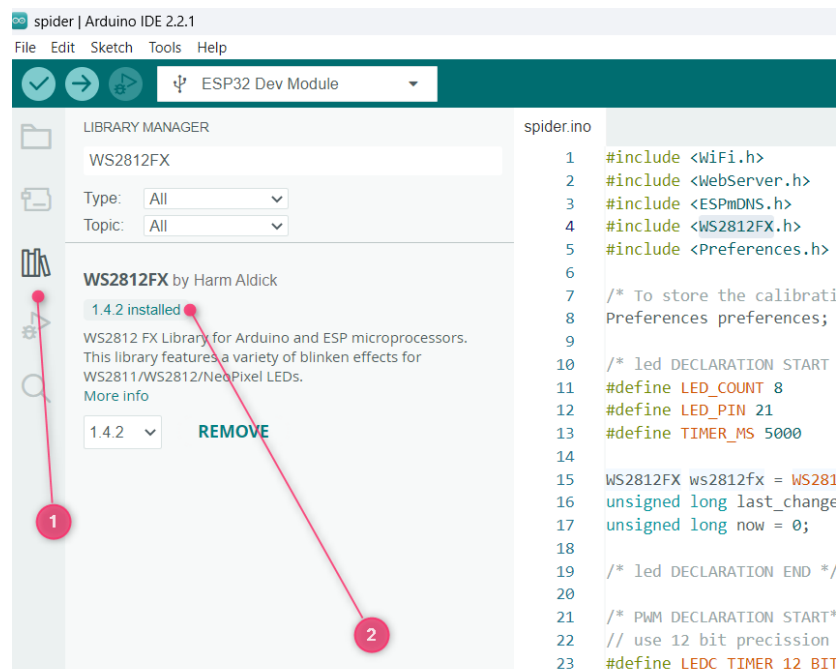 spider | Arduino IDE 2.2.1
File Edit Sketch Tools Help
ESP32 Dev Module
LIBRARY MANAGER
WS2812FX
Type: All
Topic: All
WS2812FX by Harm Aldick
1.4.2 installed
WS2812 FX Library for Arduino and ESP microprocessors.
This library features a variety of blinken effects for
WS2811/WS2812/NeoPixel LEDs.
More info
1.4.2 REMOVE
1
2
spider.ino
1 #include <WiFi.h>
2 #include <WebServer.h>
3 #include <ESPmDNS.h>
4 #include <WS2812FX.h>
5 #include <Preferences.h>
6
7 /* To store the calibrati
8 Preferences preferences;
9
10 /* led DECLARATION START
11 #define LED_COUNT 8
12 #define LED_PIN 21
13 #define TIMER_MS 5000
14
15 WS2812FX ws2812fx = WS281
16 unsigned long last_change
17 unsigned long now = 0;
18
19 /* led DECLARATION END */
20
21 /* PWM DECLARATION START*
22 // use 12 bit precission
23 #define LEDC_TIMER_12_BIT